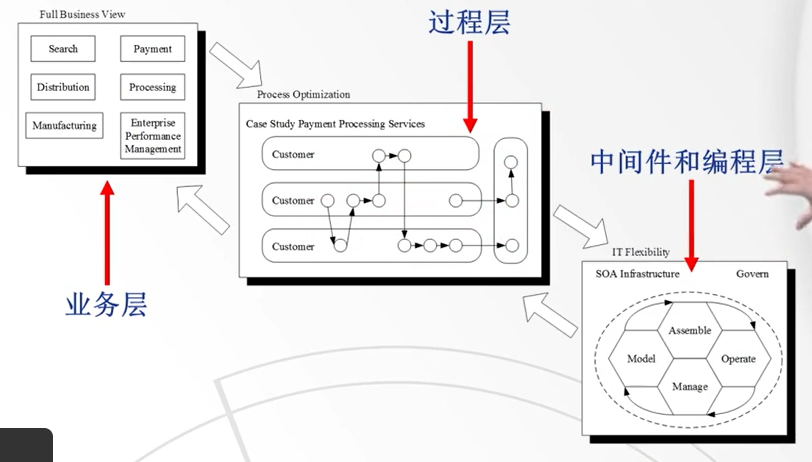 Full Business View
Search
Payment
Distribution
Processing
Manufacturing
Enterprise
Performance
Management
业务层
过程层
Process Optimization
Case Study Payment Processing Services
Customer
Customer
Customer
中间件和编程层
IT Flexibility
SOA Infrastructure
Govern
Assemble
Model
Operate
Manage